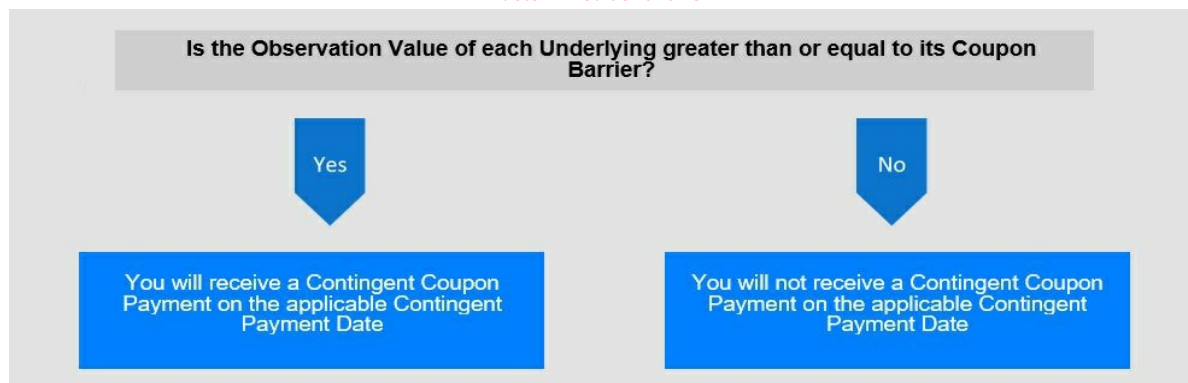 Is the Observation Value of each Underlying greater than or equal to its Coupon
Barrier?
Yes
No
You will receive a Contingent Coupon
Payment on the applicable Contingent
Payment Date
You will not receive a Contingent Coupon
Payment on the applicable Contingent
Payment Date